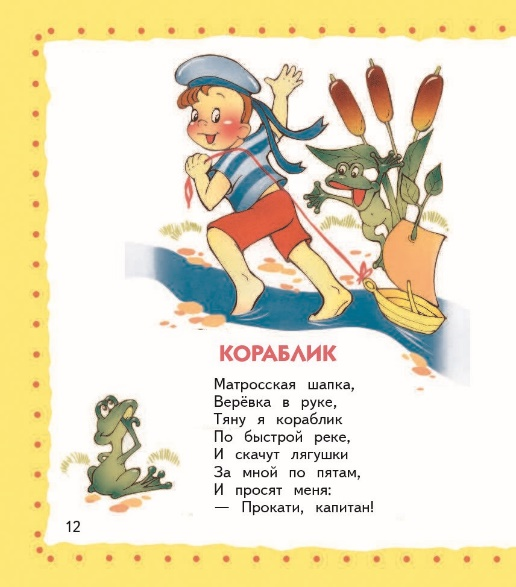 КОРАБЛИК
Матросская шапка,
Верёвка в руке,
Тяну я кораблик
По быстрой реке,
И скачут лягушки
За мной по пятам,
И просят меня:
— Прокати, капитан!
12